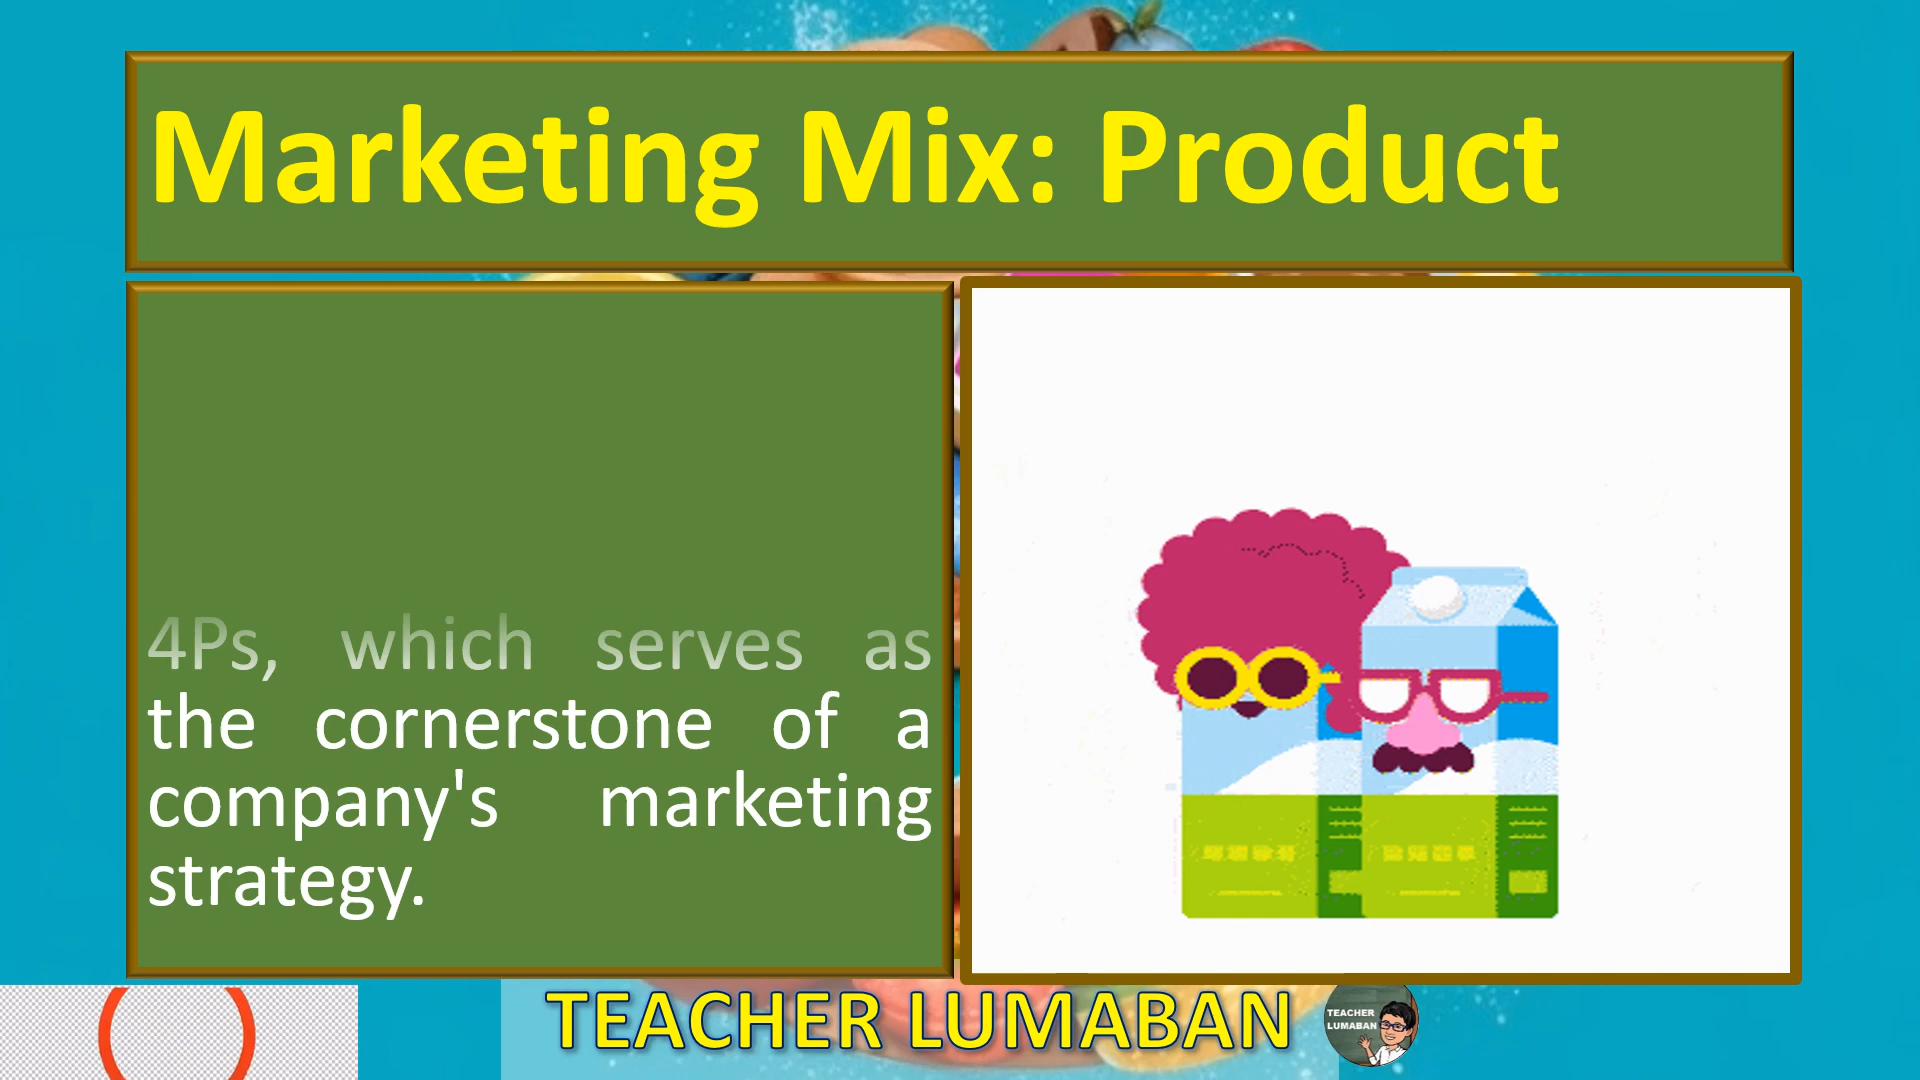 Marketing Mix: Product
4Ps, which serves as
the cornerstone of a
company's marketing
strategy.
TEACHER LUMABAN
TEACHER
LUMABAN